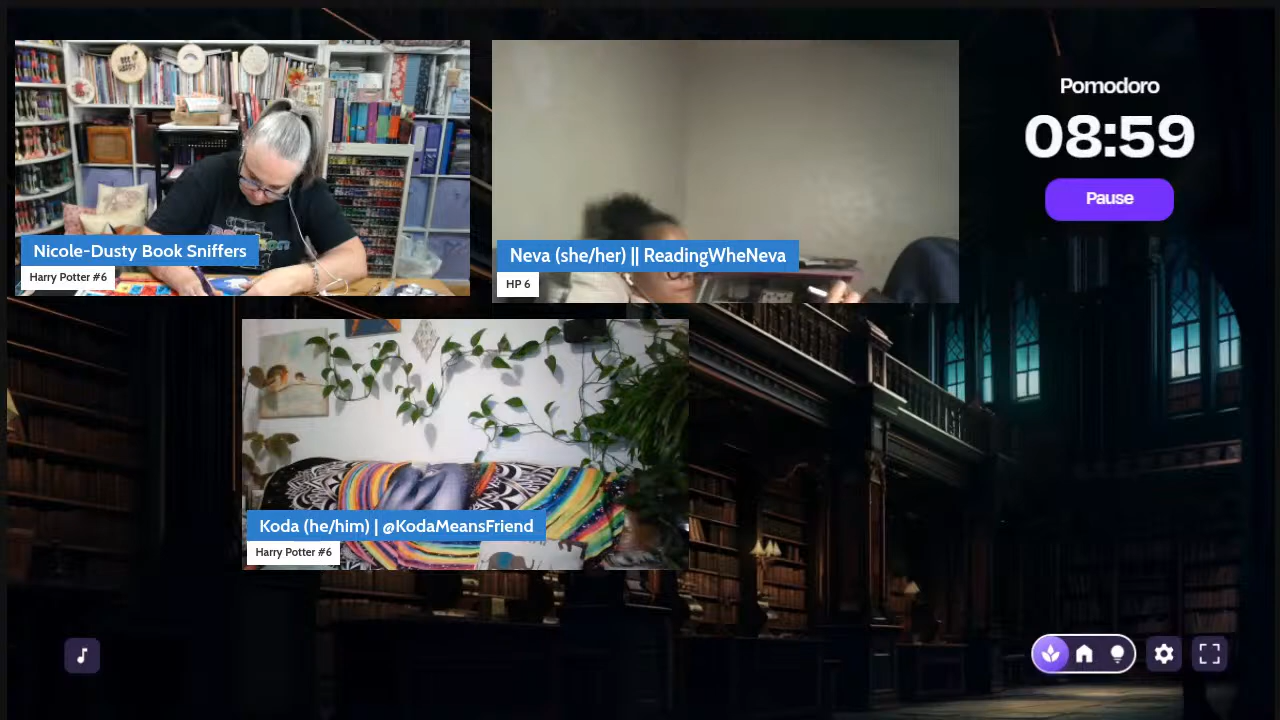 Nicole-Dusty Book Sniffers
Harry Potter #6
Neva (she/her) || ReadingWheNeva
HP 6
Pomodoro
08:59
Pause
Koda (he/him) | @KodaMeansFriend
Harry Potter #6